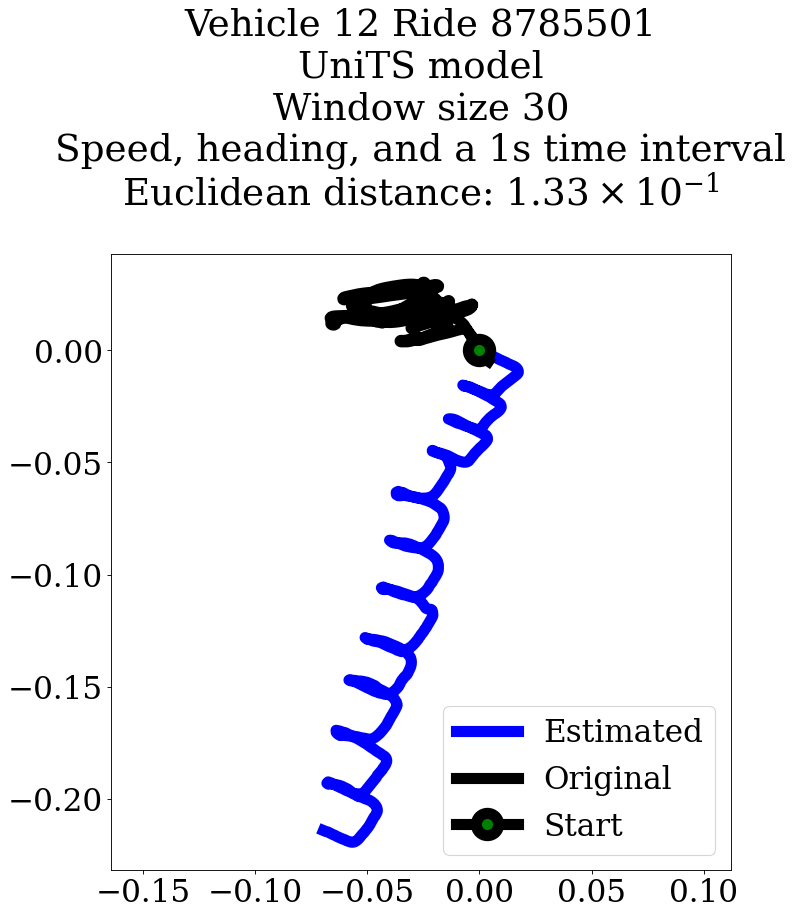 Vehicle 12 Ride 8785501
UniTS model
Window size 30
Speed, heading, and a 1s time interval
Euclidean distance: 1.33 × 10⁻¹
0.00
−0.05
−0.10
−0.15
−0.20
Estimated
Original
Start
−0.15 −0.10 −0.05 0.00 0.05 0.10